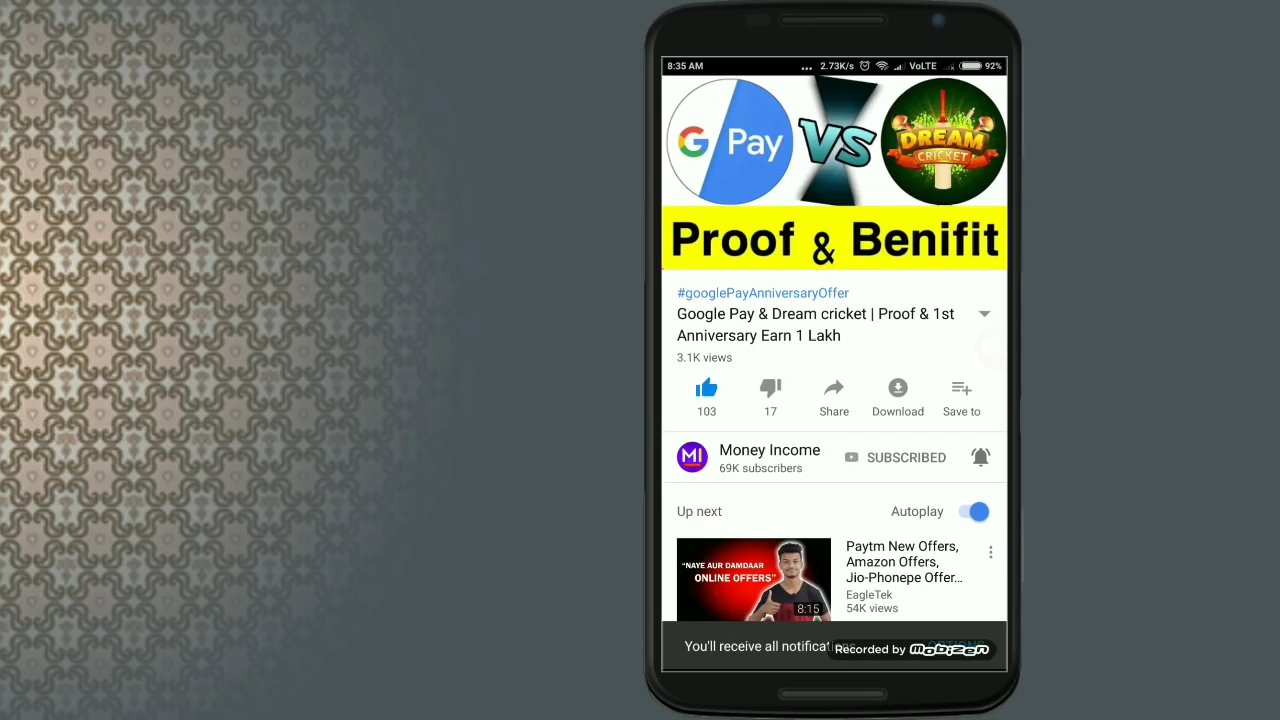 8:35 AM ... 2.73K/s VoLTE 92%
G Pay VS DREAM
CRICKET
Proof & Benifit
#googlePayAnniversaryOffer
Google Pay & Dream cricket | Proof & 1st
Anniversary Earn 1 Lakh
3.1K views
103 17 Share Download Save to
MI Money Income SUBSCRIBED
69K subscribers
Up next Autoplay
"NAYE AUR DAMDAAR
ONLINE OFFERS"
8:15
Paytm New Offers,
Amazon Offers,
Jio-Phonepe Offer...
EagleTek
54K views
You'll receive all
Recorded by mobizen